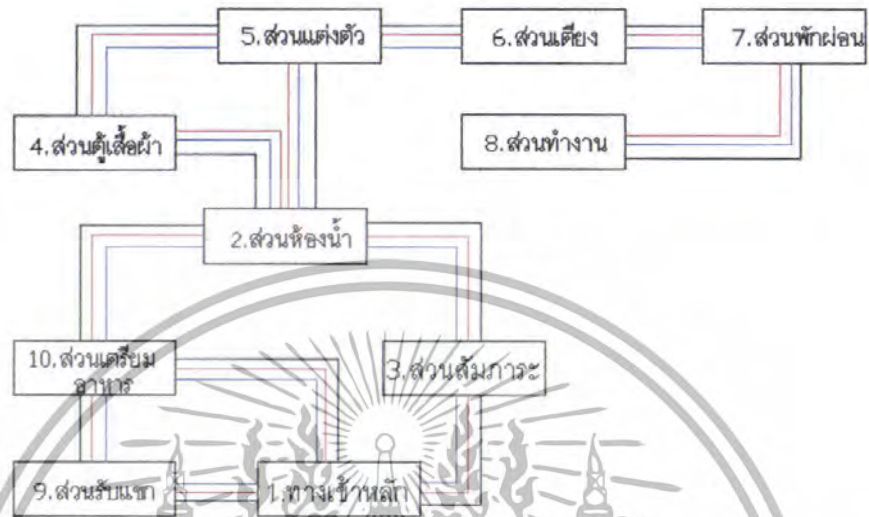 5.ส่วนแต่งตัว
6.ส่วนเตียง
7.ส่วนพักผ่อน
4.ส่วนตู้เสื้อผ้า
8.ส่วนทำงาน
2.ส่วนห้องน้ำ
10.ส่วนเตรียม
อาหาร
3.ส่วนสัมภาระ
9.ส่วนรับแขก
1.ทางเข้าหลัก